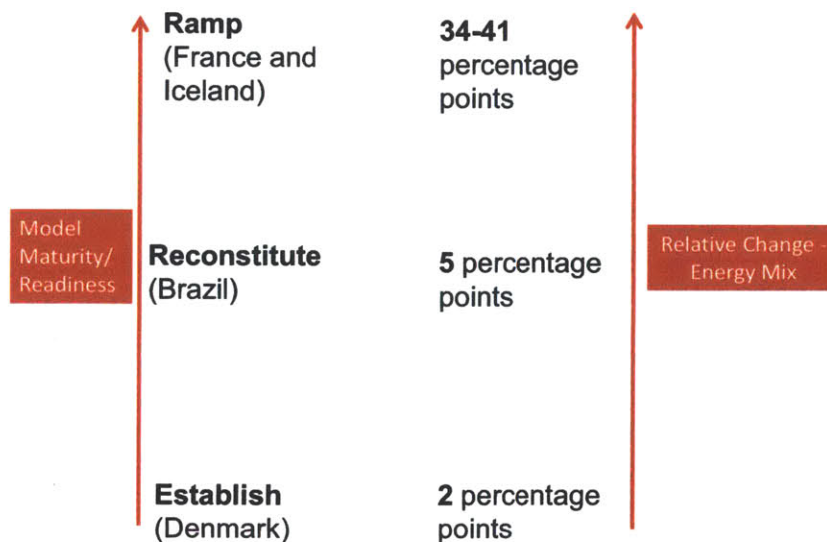 Ramp
(France and
Iceland)
34-41
percentage
points
Model
Maturity/
Readiness
Reconstitute
(Brazil)
5 percentage
points
Relative Change -
Energy Mix
Establish
(Denmark)
2 percentage
points